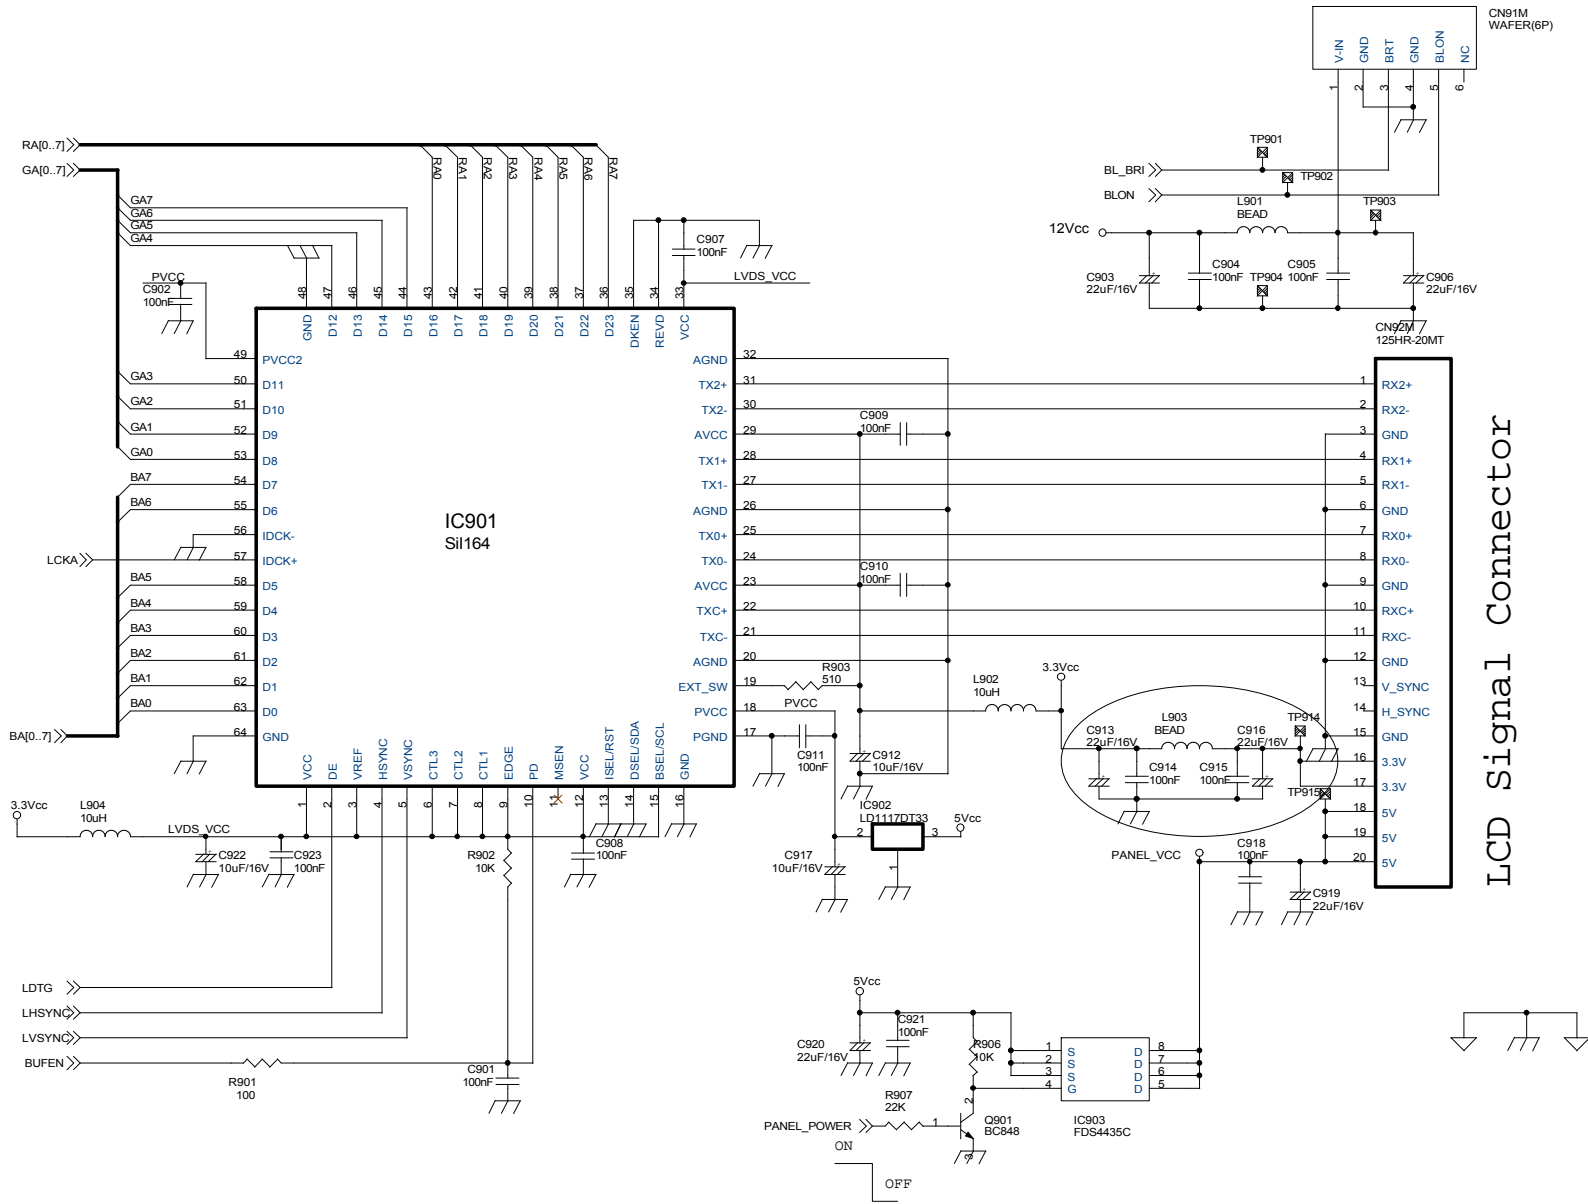 CN91M
WAFER(6P)
V-IN
GND
BRT
GND
BLON
NC
1
2
3
4
5
6
RA[0..7]
GA[0..7]
RA0
RA1
RA2
RA3
RA4
RA5
RA6
RA7
TP901
BL_BRI
TP902
BLON
GA7
GA6
GA5
GA4
L901
BEAD
TP903
12Vcc
C907
100nF
C903
22uF/16V
C904
100nF
TP904
C905
100nF
C906
22uF/16V
PVCC
C902
100nF
LVDS_VCC
48
47
46
45
44
43
42
41
40
39
38
37
36
35
34
33
GND
D12
D13
D14
D15
D16
D17
D18
D19
D20
D21
D22
D23
DKEN
REVD
VCC
CN92M
125HR-20MT
49 PVCC2
AGND 32
GA3 50 D11
TX2+ 31
1 RX2+
GA2 51 D10
TX2- 30
2 RX2-
C909
100nF
GA1 52 D9
AVCC 29
3 GND
GA0 53 D8
TX1+ 28
4 RX1+
BA7 54 D7
TX1- 27
5 RX1-
BA6 55 D6
AGND 26
6 GND
IC901
SiI164
56 IDCK-
TX0+ 25
7 RX0+
LCKA 57 IDCK+
TX0- 24
8 RX0-
C910
100nF
BA5 58 D5
AVCC 23
9 GND
BA4 59 D4
TXC+ 22
10 RXC+
BA3 60 D3
TXC- 21
11 RXC-
BA2 61 D2
AGND 20
12 GND
BA1 62 D1
EXT_SW 19
R903
510
13 V_SYNC
BA0 63 D0
PVCC 18
PVCC
L902
10uH
3.3Vcc
14 H_SYNC
BA[0..7]
64 GND
PGND 17
15 GND
16 3.3V
17 3.3V
18 5V
19 5V
20 5V
LCD Signal Connector
C911
100nF
C912
10uF/16V
C913
22uF/16V
L903
BEAD
C916
22uF/16V
TP914
C914
100nF
C915
100nF
TP915
VCC
DE
VREF
HSYNC
VSYNC
CTL3
CTL2
CTL1
EDGE
PD
MSEN
VCC
ISEL/RST
DSEL/SDA
BSEL/SCL
GND
1
2
3
4
5
6
7
8
9
10
11
12
13
14
15
16
3.3Vcc
L904
10uH
LVDS_VCC
C922
10uF/16V
C923
100nF
R902
10K
C908
100nF
IC902
LD1117DT33
2
3
1
5Vcc
C917
10uF/16V
PANEL_VCC
C918
100nF
C919
22uF/16V
LDTG
LHSYNC
LVSYNC
BUFEN
R901
100
C901
100nF
5Vcc
C920
22uF/16V
C921
100nF
R906
10K
1 S
2 S
3 S
4 G
D 8
D 7
D 6
D 5
IC903
FDS4435C
R907
22K
PANEL_POWER
1
2
3
Q901
BC848
ON
OFF